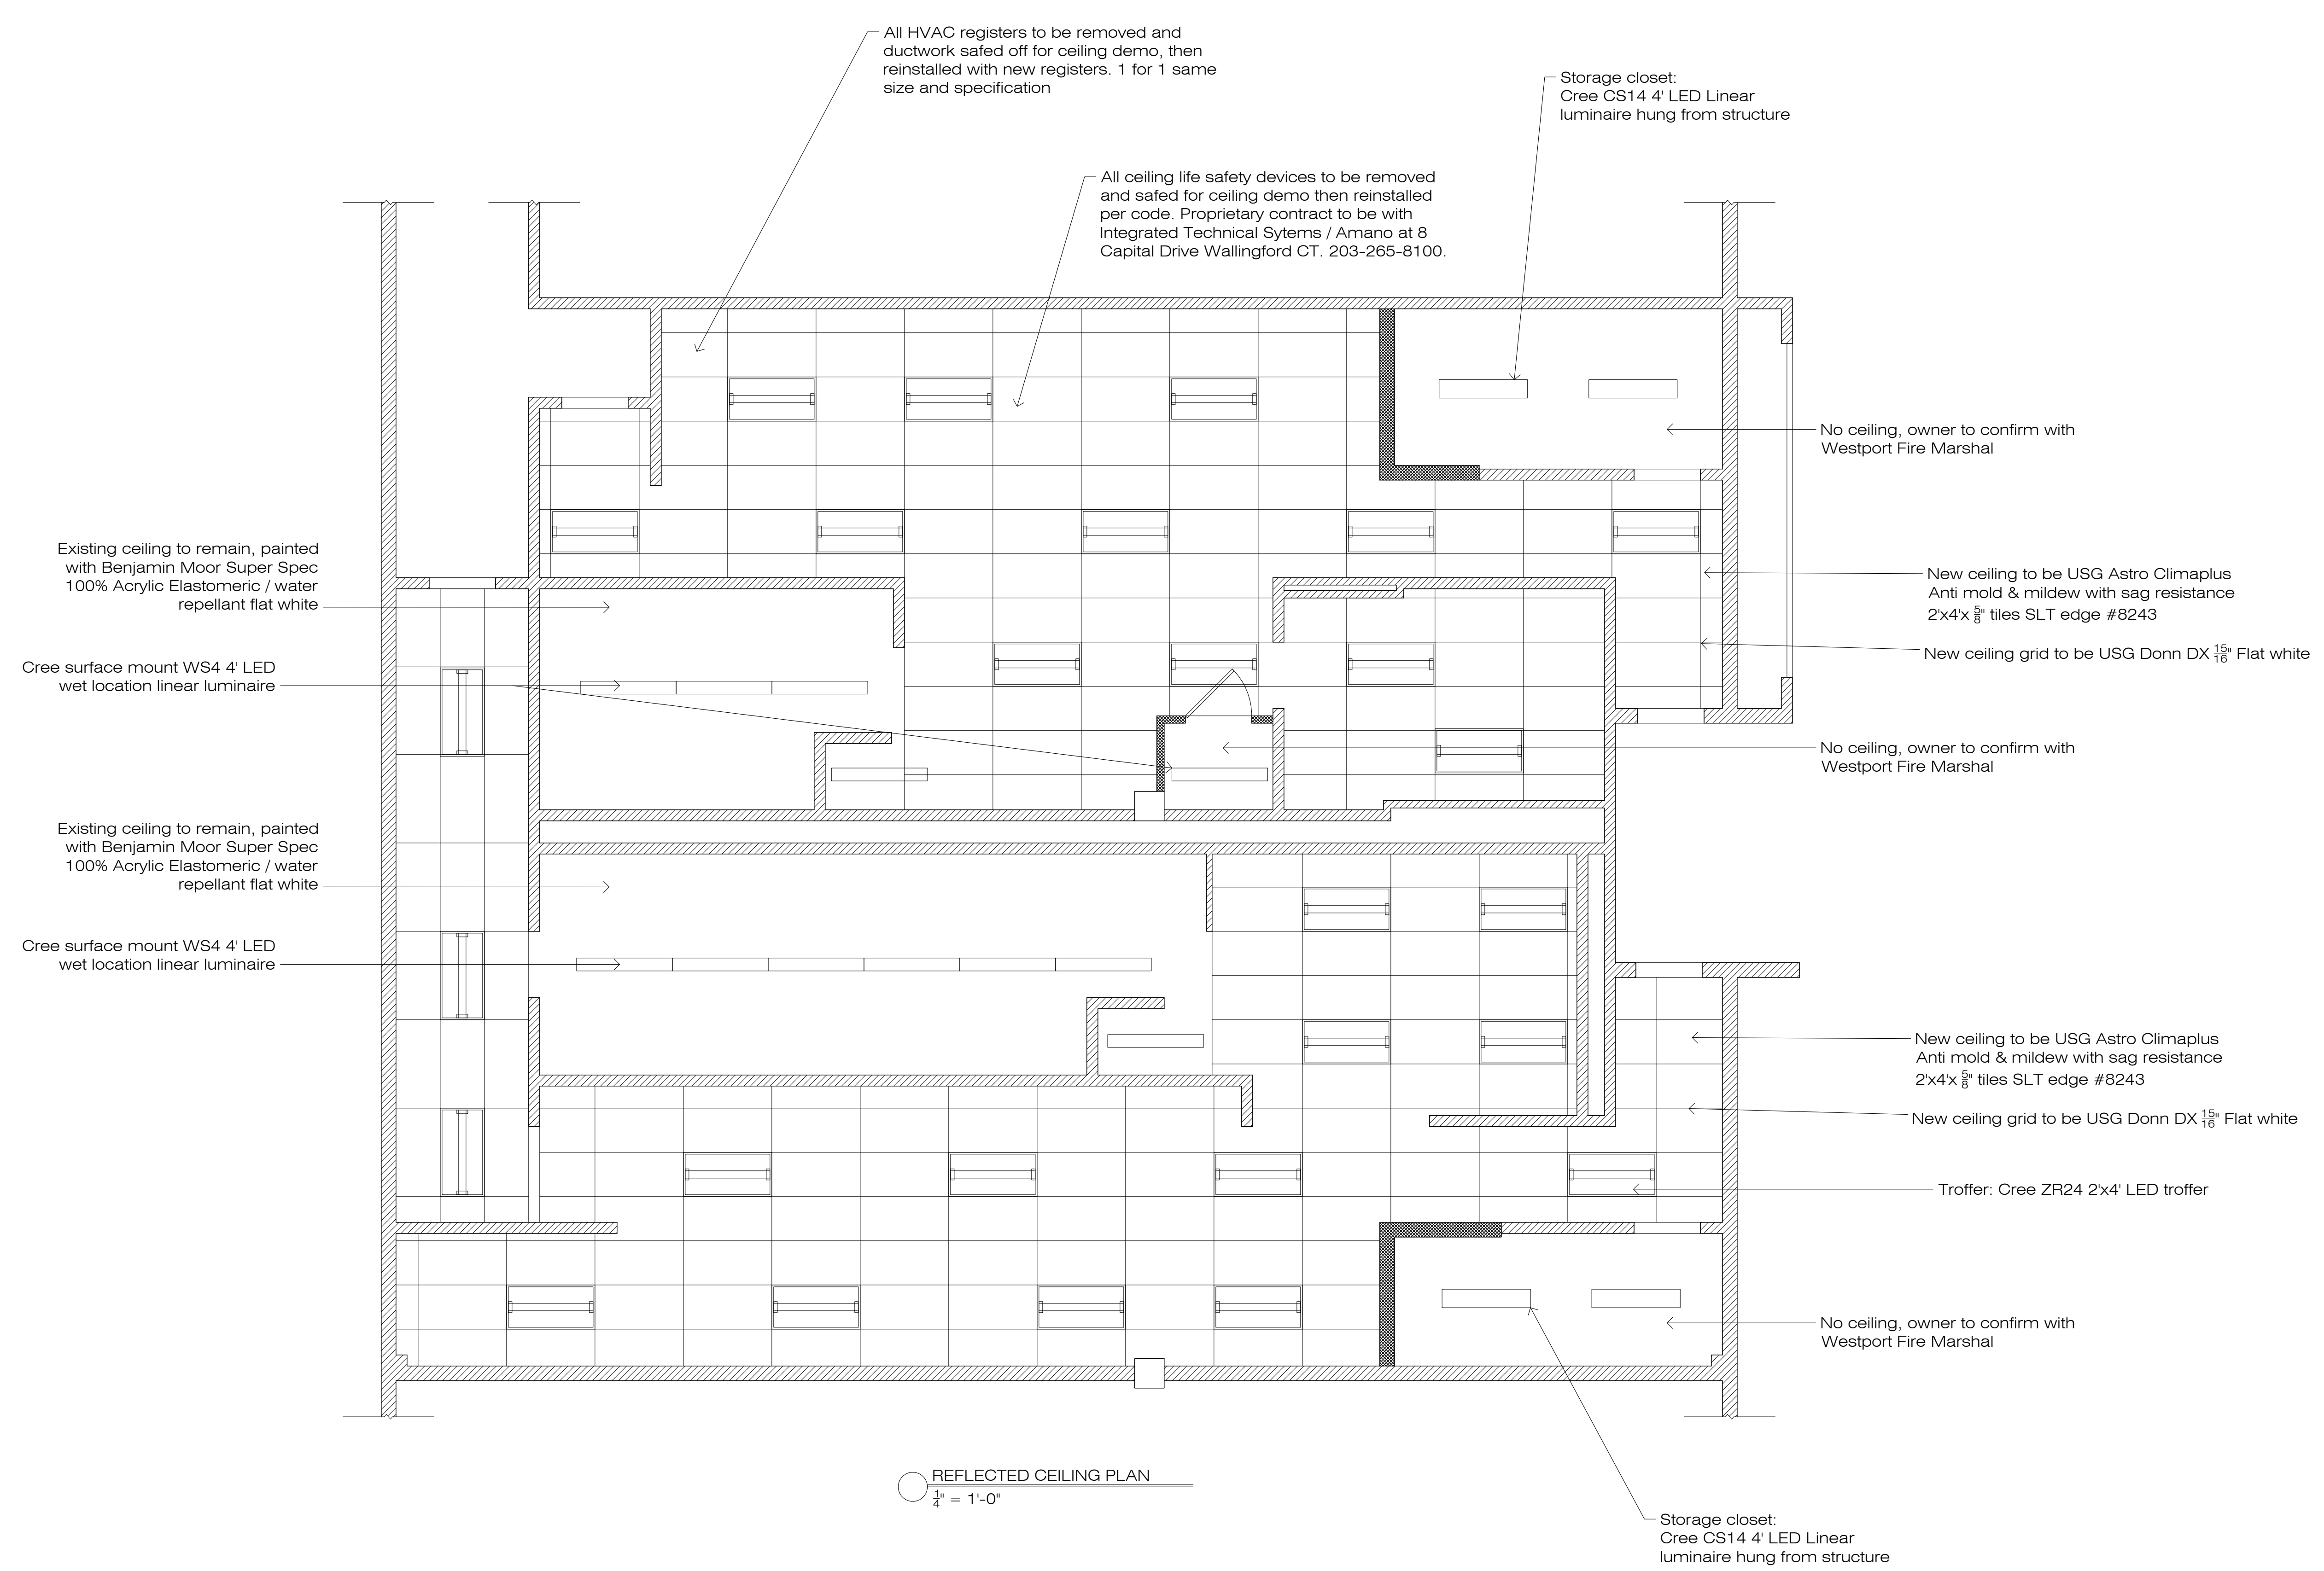 All HVAC registers to be removed and
ductwork safed off for ceiling demo, then
reinstalled with new registers. 1 for 1 same
size and specification
Storage closet:
Cree CS14 4' LED Linear
luminaire hung from structure
All ceiling life safety devices to be removed
and safed for ceiling demo then reinstalled
per code. Proprietary contract to be with
Integrated Technical Sytems / Amano at 8
Capital Drive Wallingford CT. 203-265-8100.
No ceiling, owner to confirm with
Westport Fire Marshal
Existing ceiling to remain, painted
with Benjamin Moor Super Spec
100% Acrylic Elastomeric / water
repellant flat white
New ceiling to be USG Astro Climaplus
Anti mold & mildew with sag resistance
2'x4'x 5/8" tiles SLT edge #8243
New ceiling grid to be USG Donn DX 15/16" Flat white
Cree surface mount WS4 4' LED
wet location linear luminaire
No ceiling, owner to confirm with
Westport Fire Marshal
Existing ceiling to remain, painted
with Benjamin Moor Super Spec
100% Acrylic Elastomeric / water
repellant flat white
Cree surface mount WS4 4' LED
wet location linear luminaire
New ceiling to be USG Astro Climaplus
Anti mold & mildew with sag resistance
2'x4'x 5/8" tiles SLT edge #8243
New ceiling grid to be USG Donn DX 15/16" Flat white
Troffer: Cree ZR24 2'x4' LED troffer
No ceiling, owner to confirm with
Westport Fire Marshal
REFLECTED CEILING PLAN
1/4" = 1'-0"
Storage closet:
Cree CS14 4' LED Linear
luminaire hung from structure